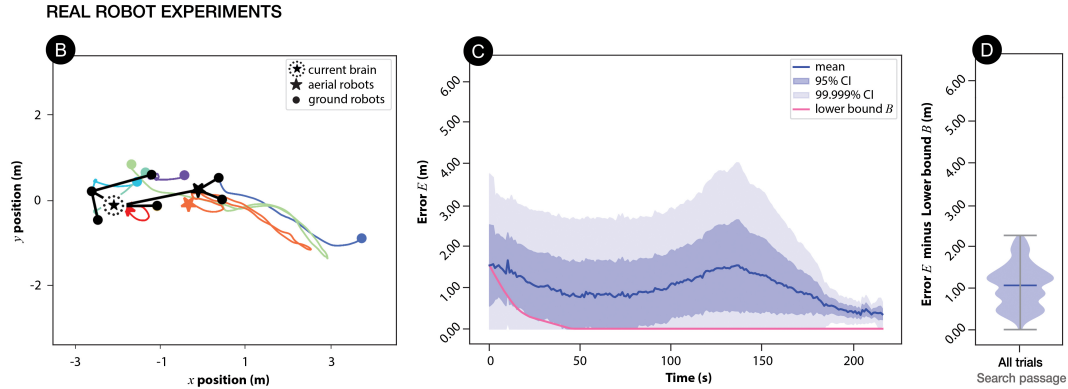 REAL ROBOT EXPERIMENTS
B
current brain
aerial robots
ground robots
y position (m)
2
0
-2
-3
-1
1
3
x position (m)
C
mean
95% CI
99.999% CI
lower bound B
Error E (m)
6.00
5.00
4.00
3.00
2.00
1.00
0.00
0
50
100
150
200
Time (s)
D
Error E minus Lower bound B (m)
6.00
5.00
4.00
3.00
2.00
1.00
0.00
All trials
Search passage